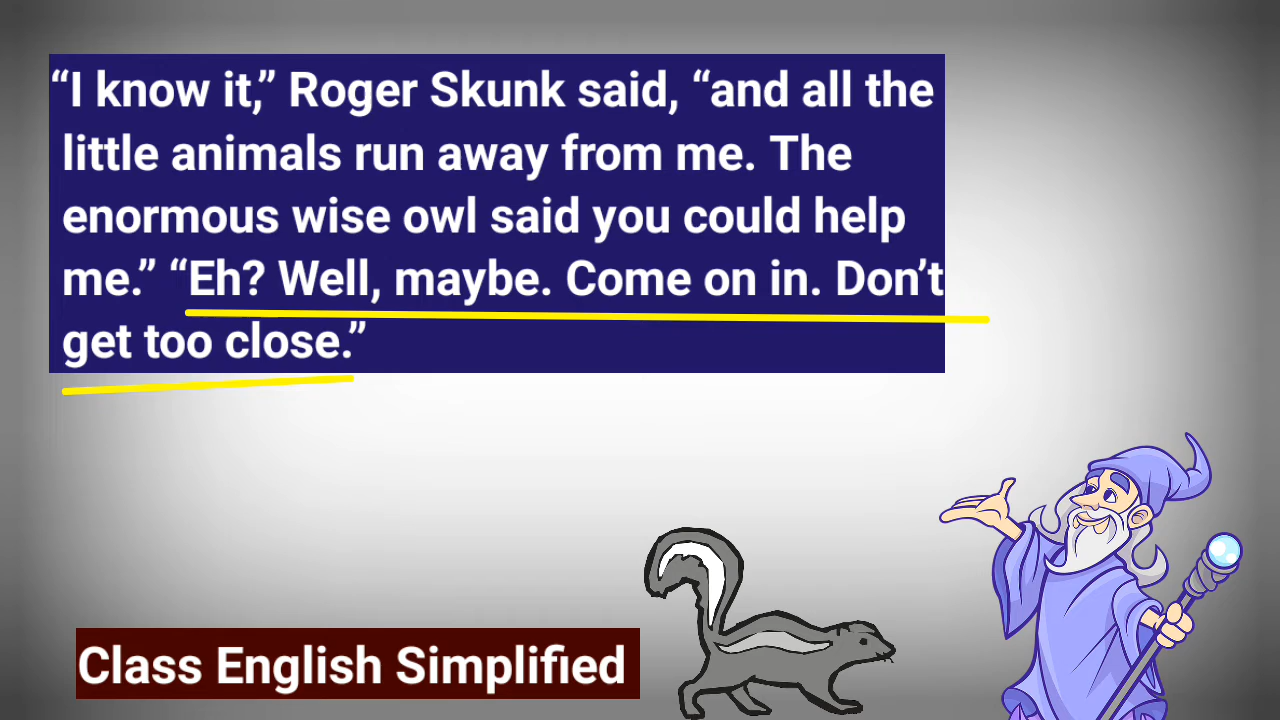 “I know it,” Roger Skunk said, “and all the
little animals run away from me. The
enormous wise owl said you could help
me.” “Eh? Well, maybe. Come on in. Don’t
get too close.”
Class English Simplified